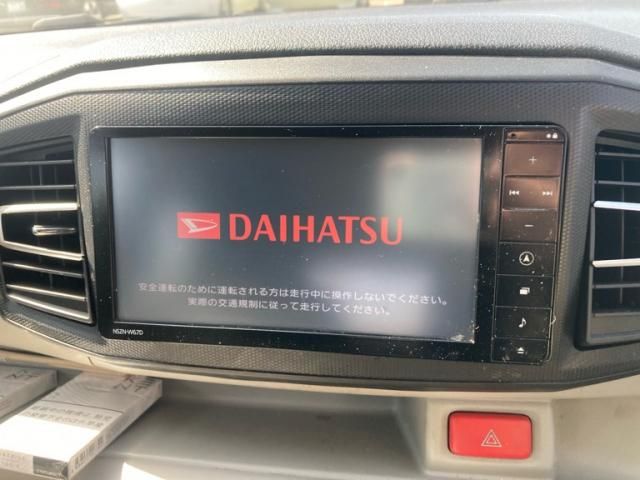 DAIHATSU
安全運転のために運転される方は走行中に操作しないでください。
実際の交通規制に従って走行してください。
NSZN-W67D